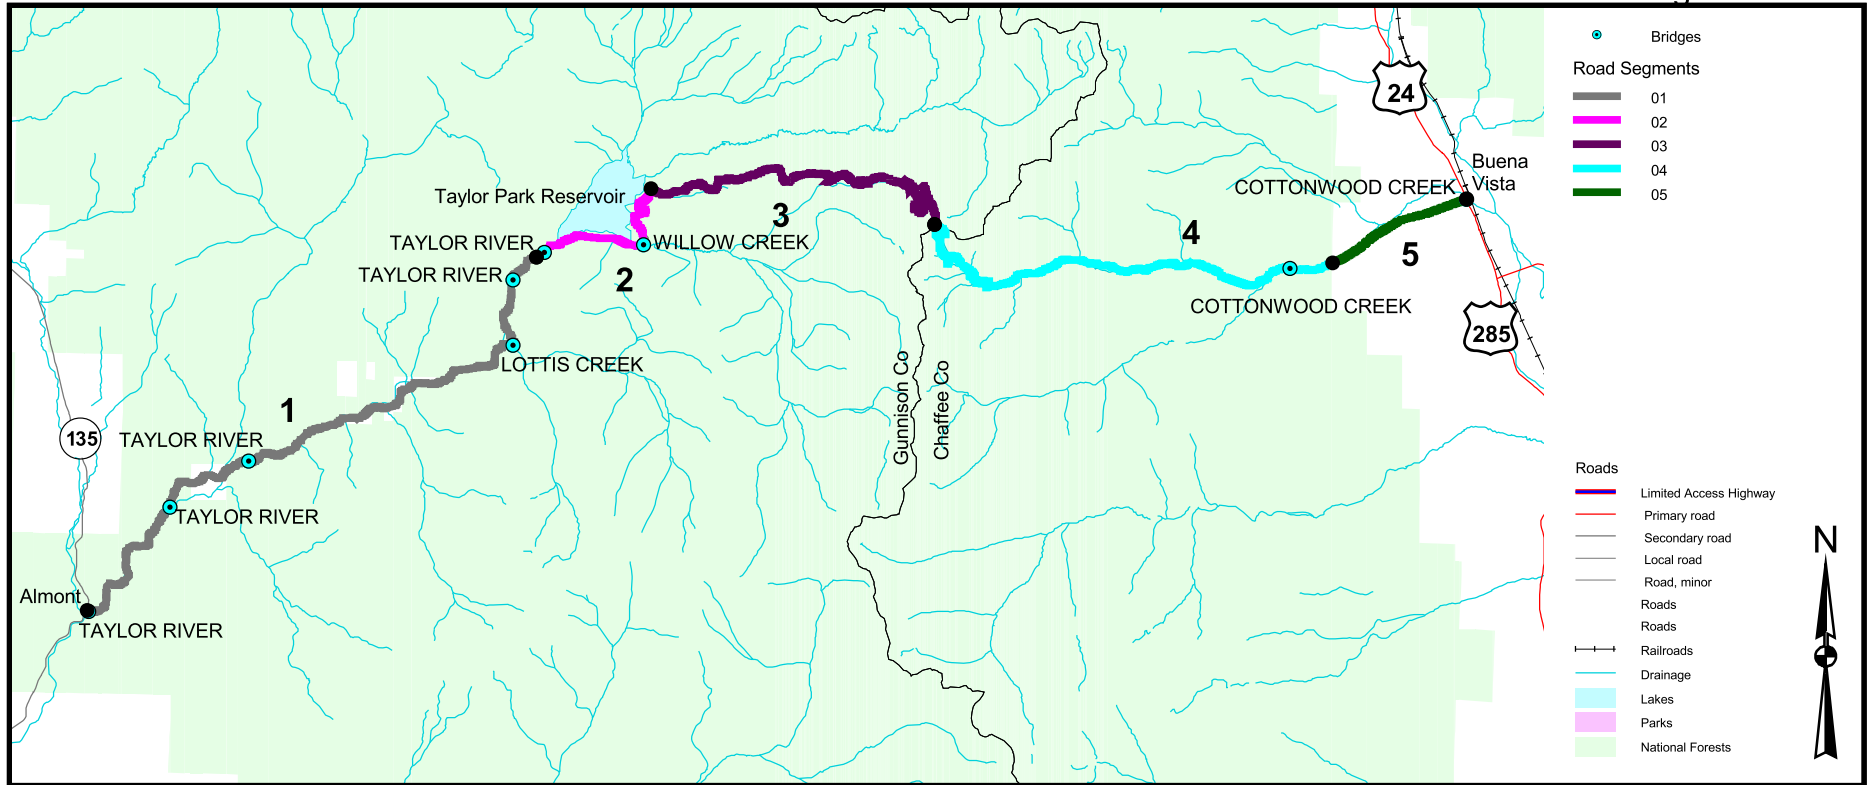 Bridges
Road Segments
01
02
03
04
05
24
Buena
Vista
COTTONWOOD CREEK
Taylor Park Reservoir
3
4
5
TAYLOR RIVER
WILLOW CREEK
TAYLOR RIVER
2
COTTONWOOD CREEK
285
LOTTIS CREEK
Gunnison Co
Chaffee Co
1
135
TAYLOR RIVER
TAYLOR RIVER
Almont
TAYLOR RIVER
Roads
Limited Access Highway
Primary road
Secondary road
Local road
Road, minor
Roads
Roads
Railroads
Drainage
Lakes
Parks
National Forests
N